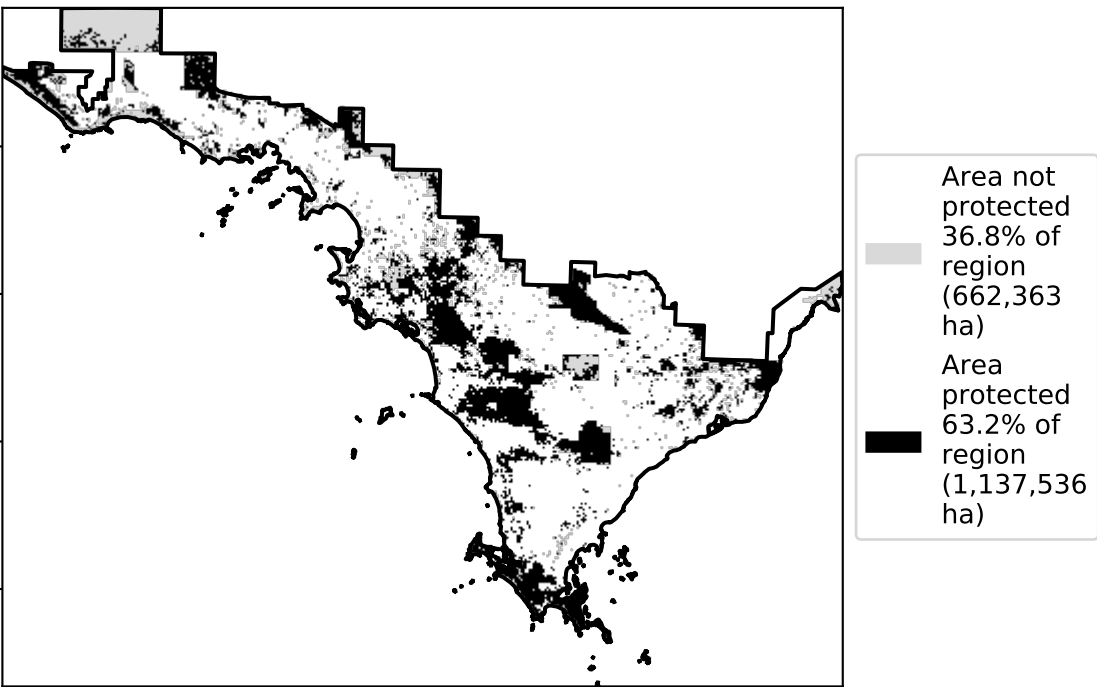 Area not
protected
36.8% of
region
(662,363
ha)
Area
protected
63.2% of
region
(1,137,536
ha)